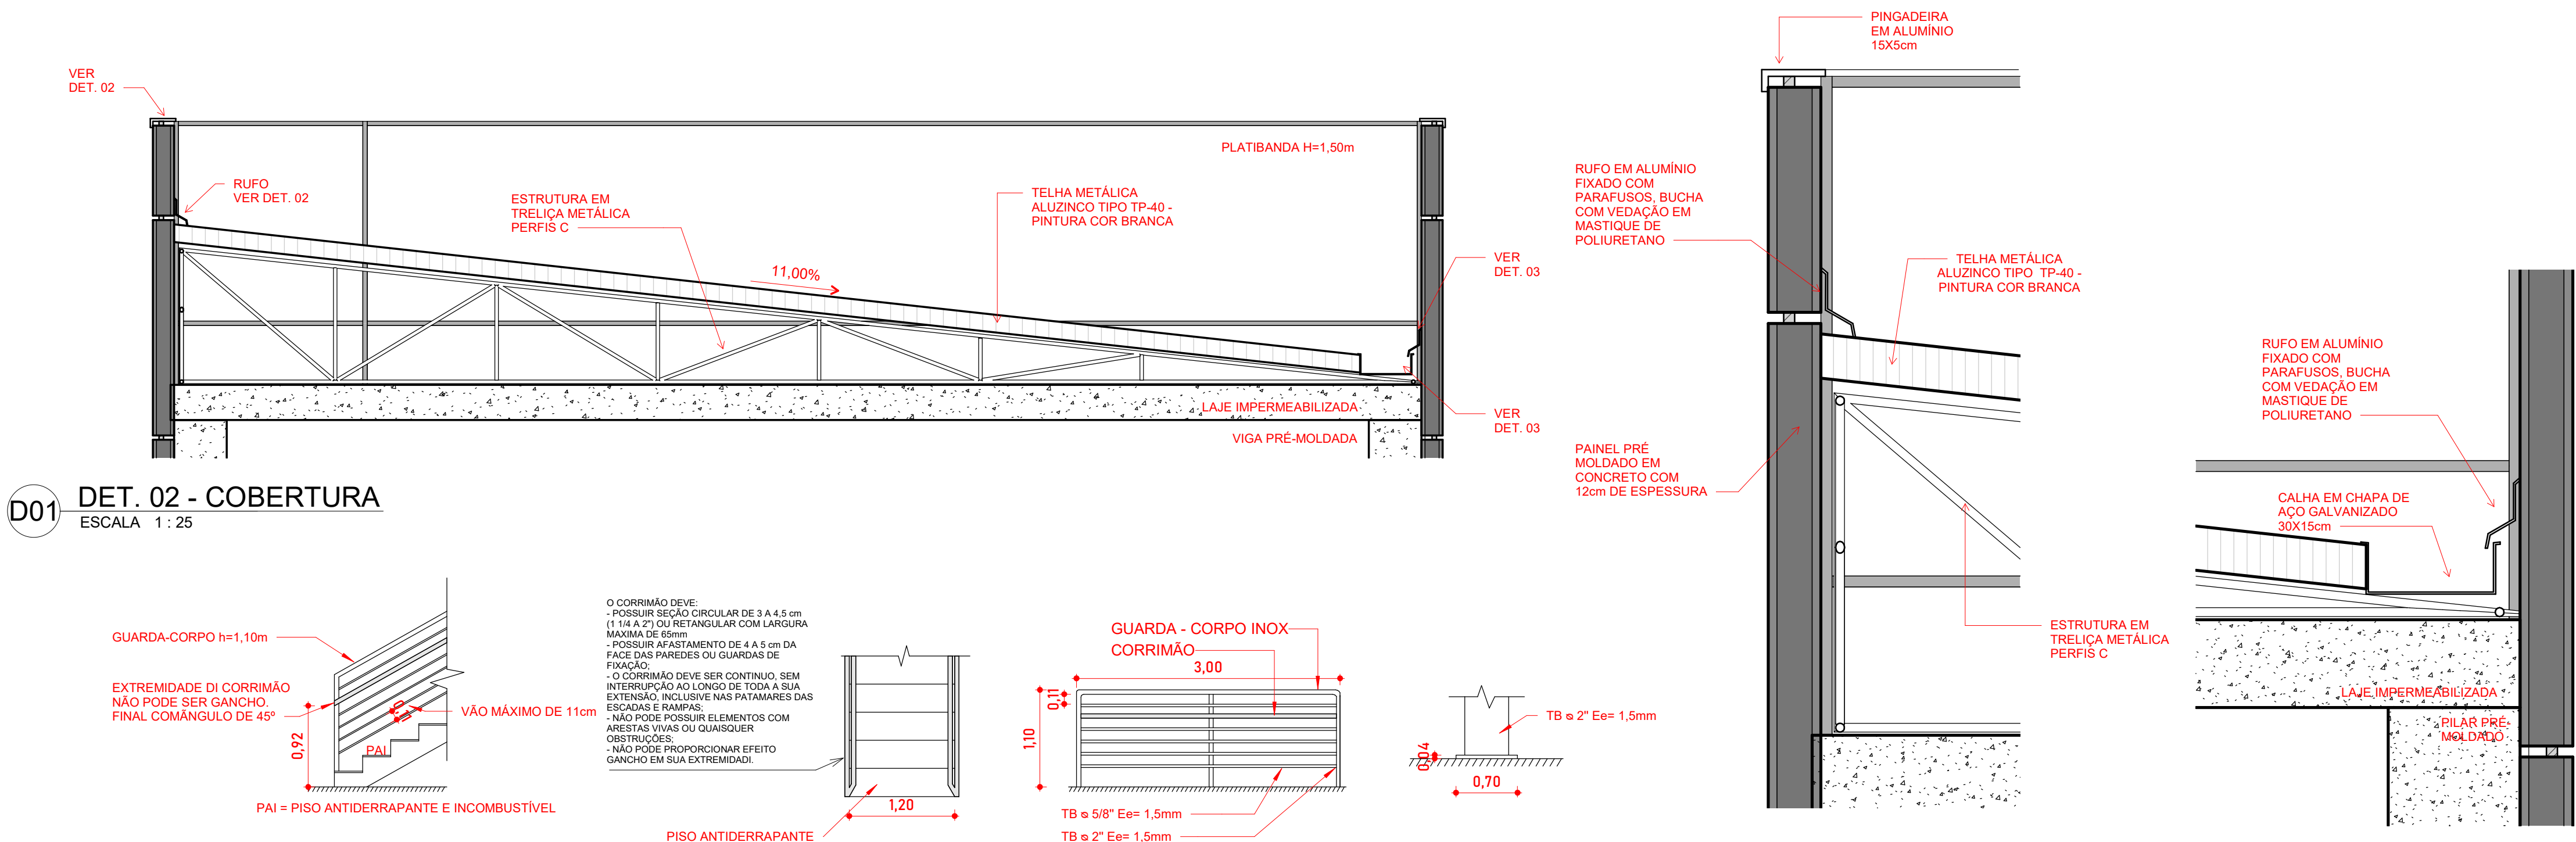 VER
DET. 02
RUFO
VER DET. 02
ESTRUTURA EM
TRELIÇA METÁLICA
PERFIS C
11,00%
TELHA METÁLICA
ALUZINCO TIPO TP-40 -
PINTURA COR BRANCA
PLATIBANDA H=1,50m
VER
DET. 03
VER
DET. 03
LAJE IMPERMEABILIZADA
VIGA PRÉ-MOLDADA
D01
DET. 02 - COBERTURA
ESCALA 1 : 25
PINGADEIRA
EM ALUMÍNIO
15X5cm
RUFO EM ALUMÍNIO
FIXADO COM
PARAFUSOS, BUCHA
COM VEDAÇÃO EM
MASTIQUE DE
POLIURETANO
TELHA METÁLICA
ALUZINCO TIPO TP-40 -
PINTURA COR BRANCA
PAINEL PRÉ
MOLDADO EM
CONCRETO COM
12cm DE ESPESSURA
ESTRUTURA EM
TRELIÇA METÁLICA
PERFIS C
RUFO EM ALUMÍNIO
FIXADO COM
PARAFUSOS, BUCHA
COM VEDAÇÃO EM
MASTIQUE DE
POLIURETANO
CALHA EM CHAPA DE
AÇO GALVANIZADO
30X15cm
LAJE IMPERMEABILIZADA
PILAR PRÉ-
MOLDADO
GUARDA-CORPO h=1,10m
EXTREMIDADE DI CORRIMÃO
NÃO PODE SER GANCHO.
FINAL COMÂNGULO DE 45º
0,92
PAI
VÃO MÁXIMO DE 11cm
PAI = PISO ANTIDERRAPANTE E INCOMBUSTÍVEL
O CORRIMÃO DEVE:
- POSSUIR SEÇÃO CIRCULAR DE 3 A 4,5 cm
(1 1/4 A 2") OU RETANGULAR COM LARGURA
MAXIMA DE 65mm
- POSSUIR AFASTAMENTO DE 4 A 5 cm DA
FACE DAS PAREDES OU GUARDAS DE
FIXAÇÃO;
- O CORRIMÃO DEVE SER CONTINUO, SEM
INTERRUPÇÃO AO LONGO DE TODA A SUA
EXTENSÃO, INCLUSIVE NAS PATAMARES DAS
ESCADAS E RAMPAS;
- NÃO PODE POSSUIR ELEMENTOS COM
ARESTAS VIVAS OU QUAISQUER
OBSTRUÇÕES;
- NÃO PODE PROPORCIONAR EFEITO
GANCHO EM SUA EXTREMIDADI.
1,20
PISO ANTIDERRAPANTE
GUARDA - CORPO INOX
CORRIMÃO
3,00
0,11
1,10
TB ⦰ 5/8" Ee= 1,5mm
TB ⦰ 2" Ee= 1,5mm
TB ⦰ 2" Ee= 1,5mm
0,04
0,70